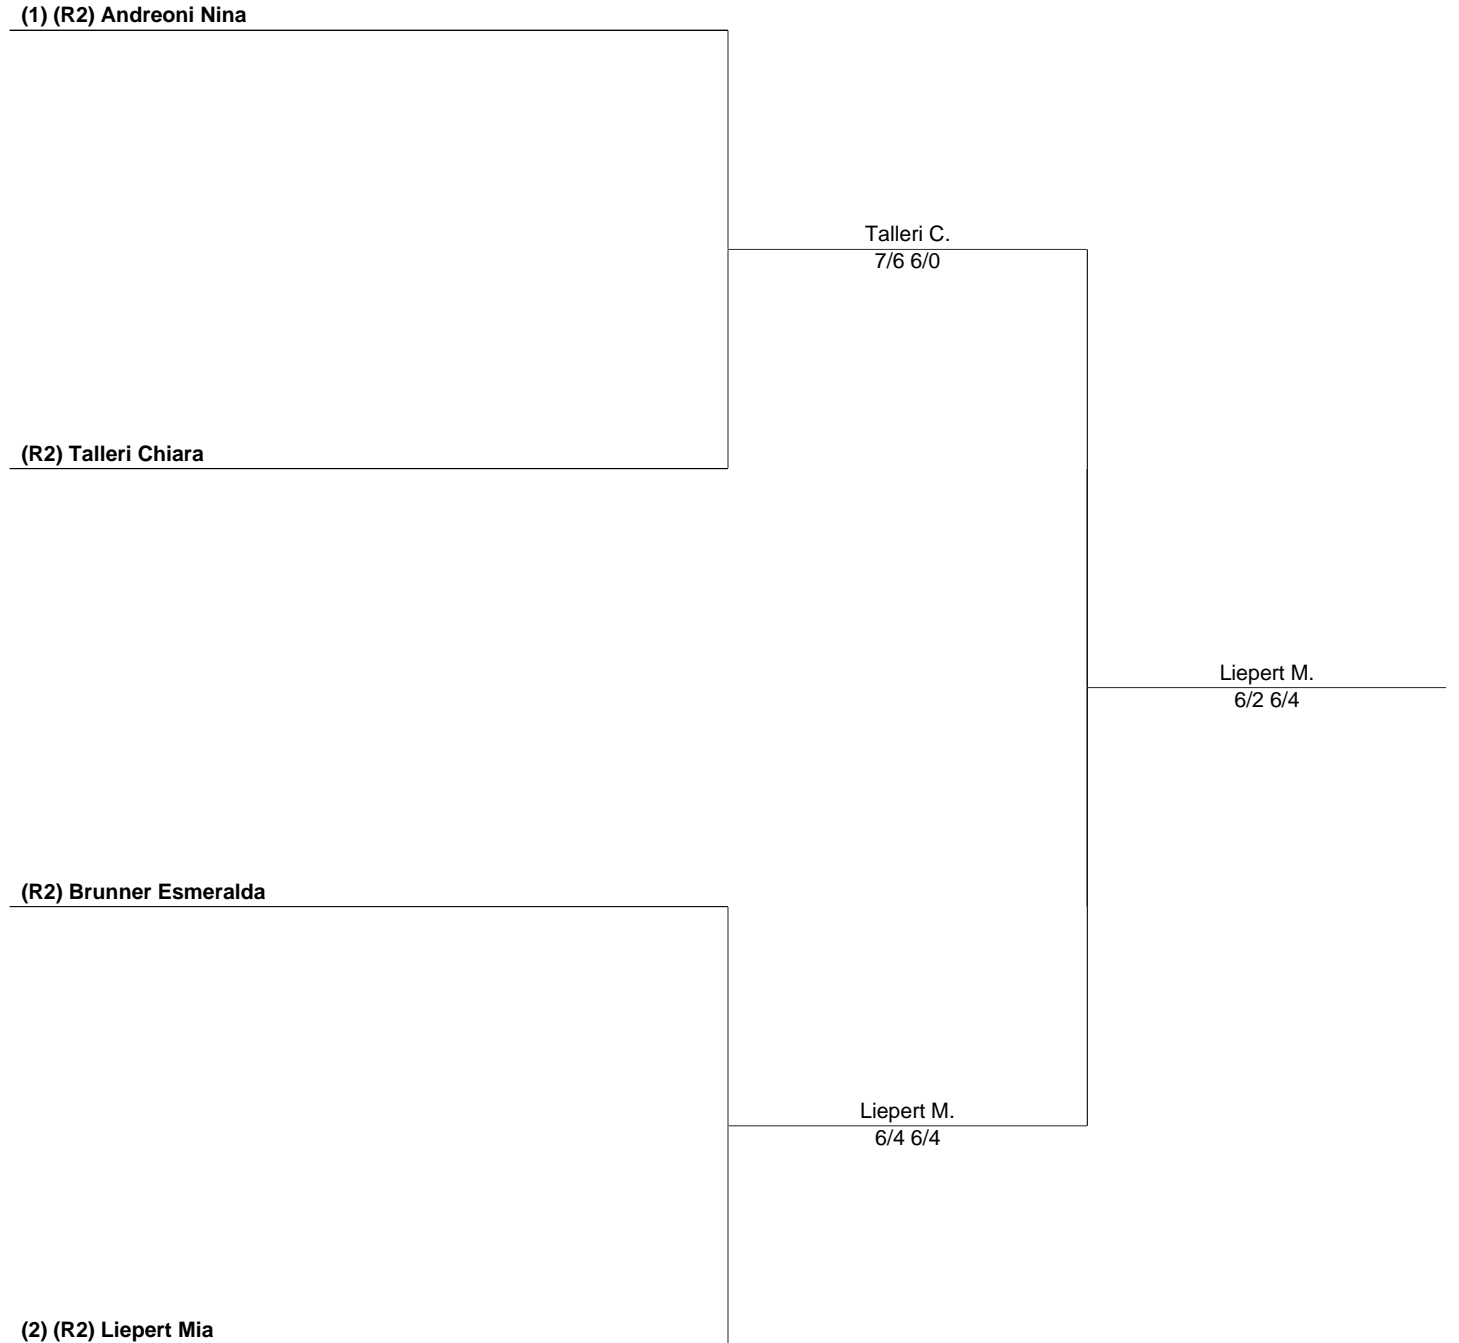 (1) (R2) Andreoni Nina
Talleri C.
7/6 6/0
(R2) Talleri Chiara
Liepert M.
6/2 6/4
(R2) Brunner Esmeralda
Liepert M.
6/4 6/4
(2) (R2) Liepert Mia